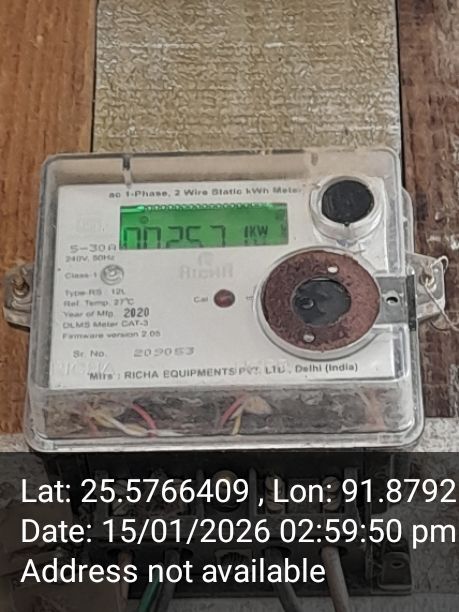 ac 1-Phase, 2 Wire Static kWh Meter
5-30A
240V, 50Hz
Class-1
RICHA
Type-RS : 12L
Ref. Temp. 27°C
Cal
Year of Mfg. 2020
DLMS Meter CAT-3
Firmware version 2.05
Sr. No. 209053
Mfrs : RICHA EQUIPMENTS PVT. LTD., Delhi (India)
Lat: 25.5766409 , Lon: 91.8792
Date: 15/01/2026 02:59:50 pm
Address not available